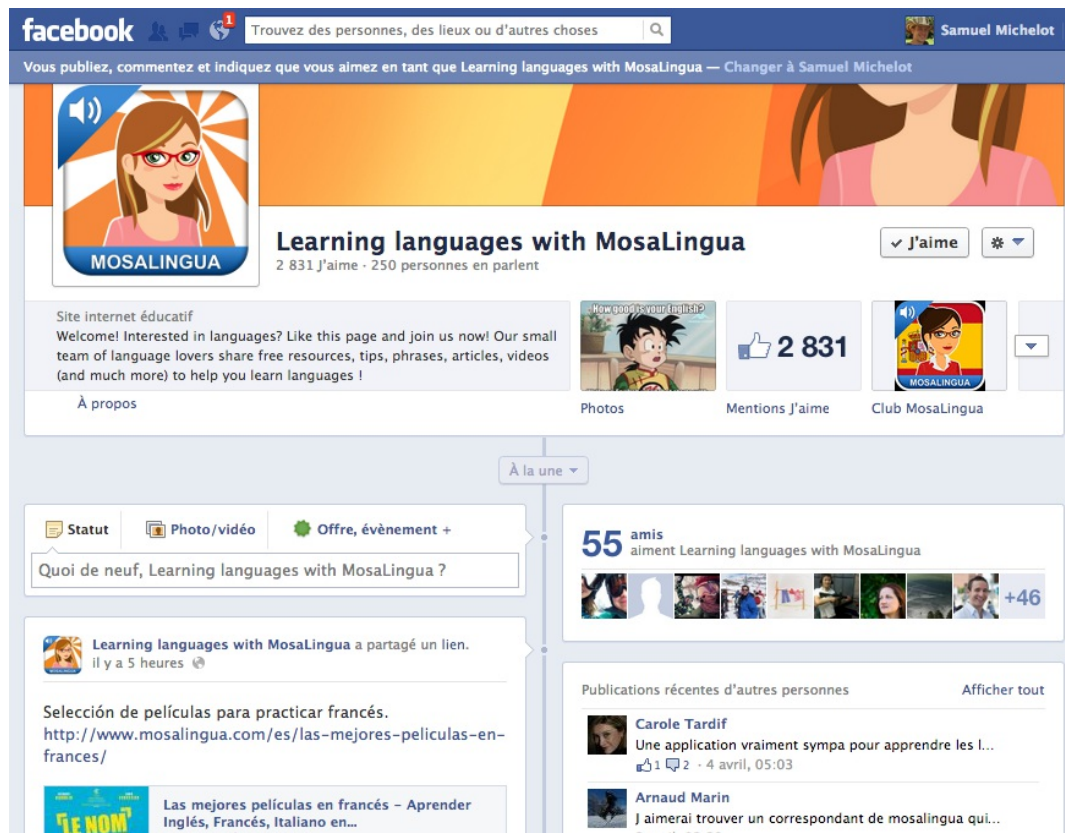 facebook
1
Trouvez des personnes, des lieux ou d'autres choses
Samuel Michelot
Vous publiez, commentez et indiquez que vous aimez en tant que Learning languages with MosaLingua — Changer à Samuel Michelot
MOSALINGUA
Learning languages with MosaLingua
2 831 J'aime · 250 personnes en parlent
✓ J'aime
Site internet éducatif
Welcome! Interested in languages? Like this page and join us now! Our small
team of language lovers share free resources, tips, phrases, articles, videos
(and much more) to help you learn languages !
À propos
How good is your English?
Photos
2 831
Mentions J'aime
MOSALINGUA
Club MosaLingua
À la une
Statut
Photo/vidéo
Offre, évènement +
Quoi de neuf, Learning languages with MosaLingua ?
55 amis
aiment Learning languages with MosaLingua
+46
Learning languages with MosaLingua a partagé un lien.
il y a 5 heures
MOSALINGUA
Selección de películas para practicar francés.
http://www.mosalingua.com/es/las-mejores-peliculas-en-
frances/
LE NOM
Las mejores películas en francés – Aprender
Inglés, Francés, Italiano en...
Publications récentes d'autres personnes
Afficher tout
Carole Tardif
Une application vraiment sympa pour apprendre les l...
1 2 · 4 avril, 05:03
Arnaud Marin
J aimerai trouver un correspondant de mosalingua qui...